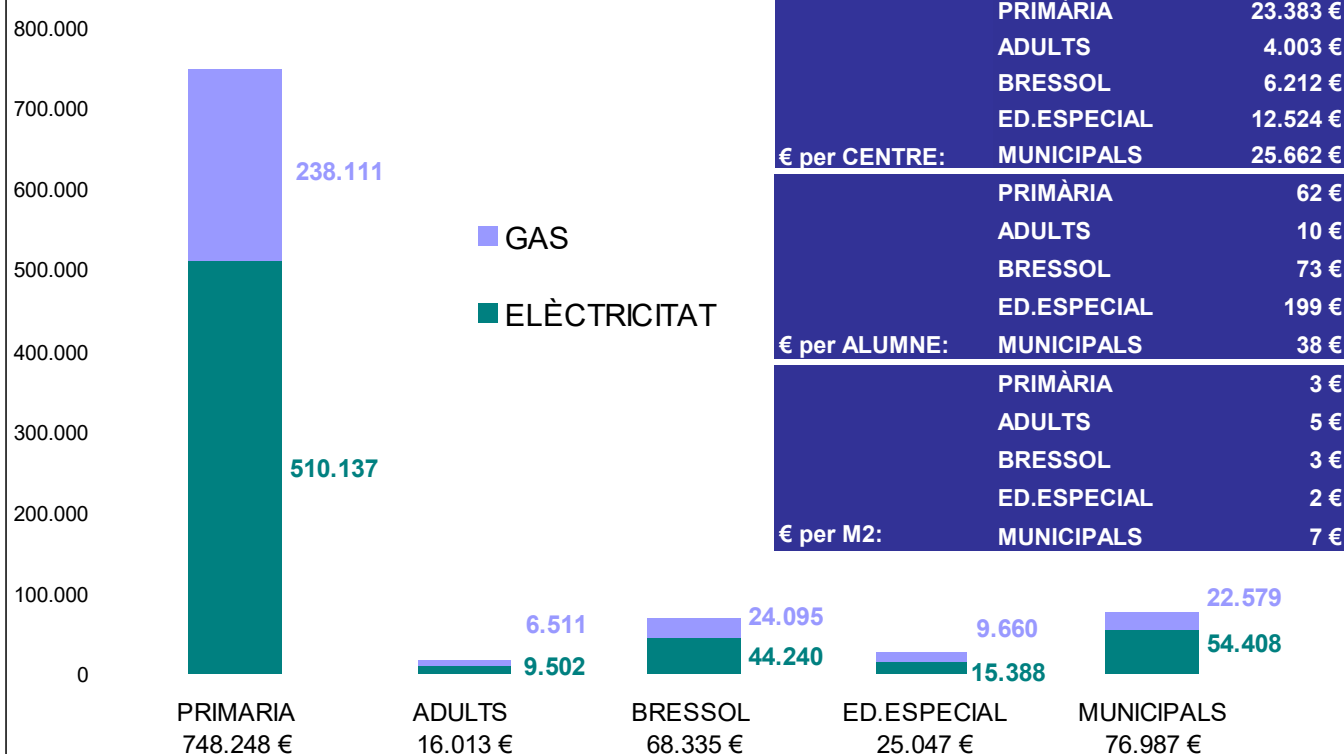 800.000
700.000
600.000
500.000
400.000
300.000
200.000
100.000
0
238.111
510.137
GAS
ELÈCTRICITAT
PRIMÀRIA 23.383 €
ADULTS 4.003 €
BRESSOL 6.212 €
ED.ESPECIAL 12.524 €
€ per CENTRE: MUNICIPALS 25.662 €
PRIMÀRIA 62 €
ADULTS 10 €
BRESSOL 73 €
ED.ESPECIAL 199 €
€ per ALUMNE: MUNICIPALS 38 €
PRIMÀRIA 3 €
ADULTS 5 €
BRESSOL 3 €
ED.ESPECIAL 2 €
€ per M2: MUNICIPALS 7 €
6.511
9.502
24.095
44.240
9.660
15.388
22.579
54.408
PRIMARIA ADULTS BRESSOL ED.ESPECIAL MUNICIPALS
748.248 € 16.013 € 68.335 € 25.047 € 76.987 €